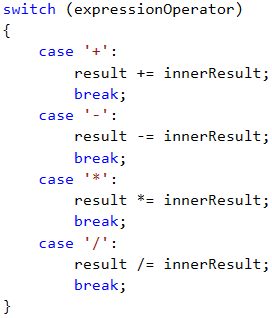 switch (expressionOperator)
{
    case '+':
        result += innerResult;
        break;
    case '-':
        result -= innerResult;
        break;
    case '*':
        result *= innerResult;
        break;
    case '/':
        result /= innerResult;
        break;
}